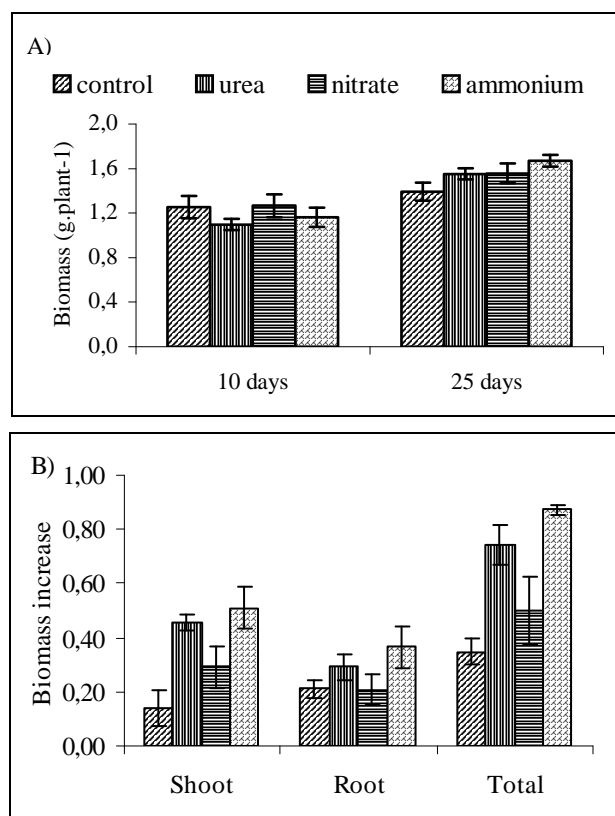 A)
control urea nitrate ammonium
Biomass (g.plant-1)
2,0
1,6
1,2
0,8
0,4
0,0
10 days 25 days
B)
Biomass increase
1,00
0,80
0,60
0,40
0,20
0,00
Shoot Root Total